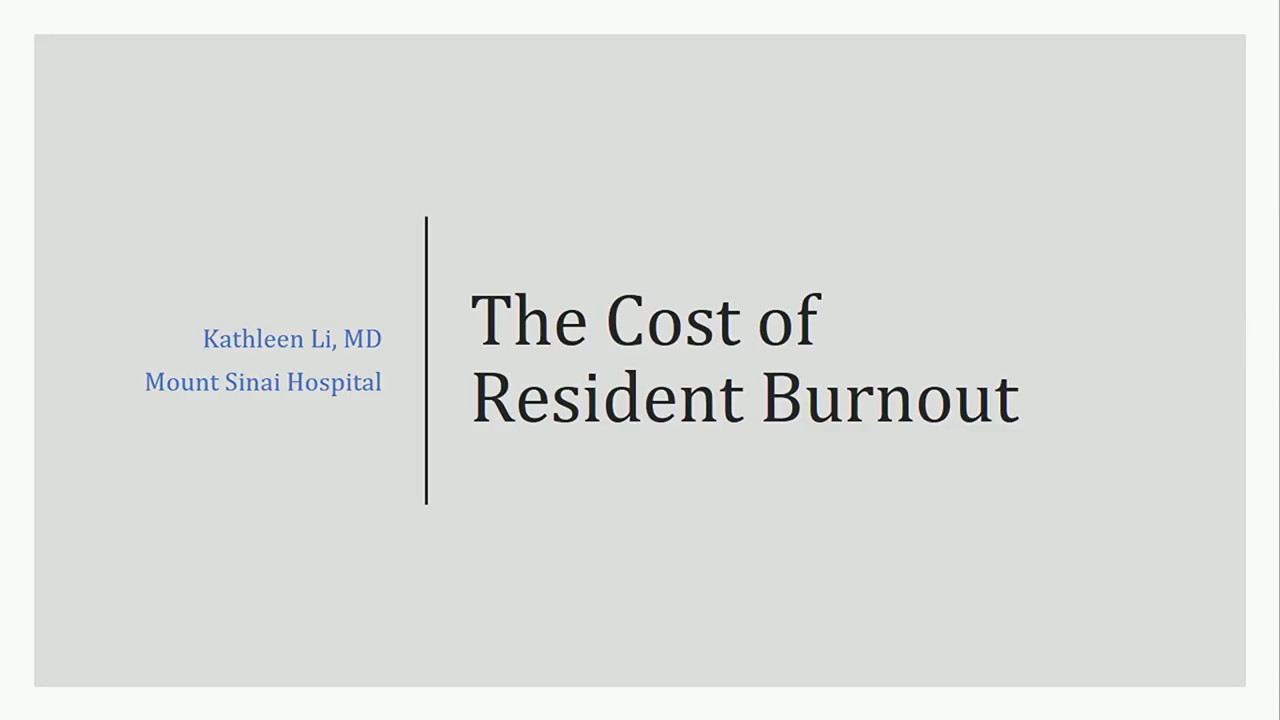 Kathleen Li, MD
Mount Sinai Hospital
The Cost of
Resident Burnout